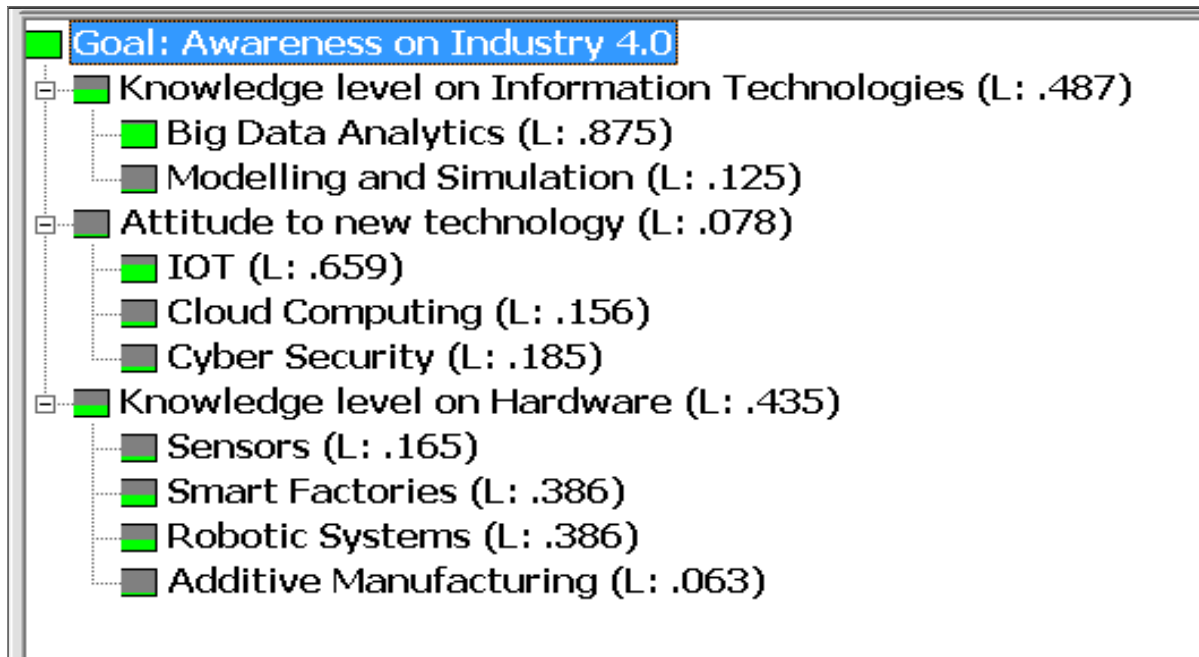 Goal: Awareness on Industry 4.0
Knowledge level on Information Technologies (L: .487)
Big Data Analytics (L: .875)
Modelling and Simulation (L: .125)
Attitude to new technology (L: .078)
IOT (L: .659)
Cloud Computing (L: .156)
Cyber Security (L: .185)
Knowledge level on Hardware (L: .435)
Sensors (L: .165)
Smart Factories (L: .386)
Robotic Systems (L: .386)
Additive Manufacturing (L: .063)